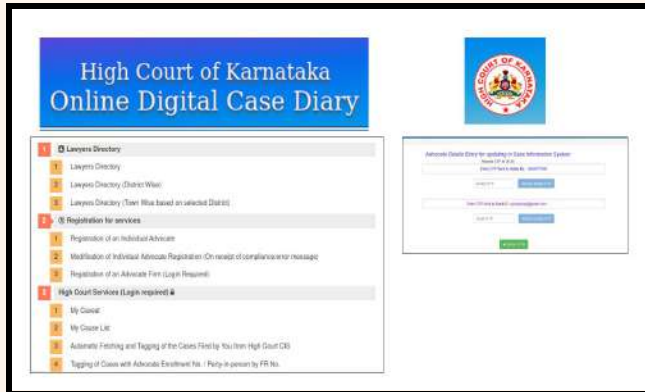 High Court of Karnataka
Online Digital Case Diary
HIGH COURT OF KARNATAKA
1 Lawyers Directory
1 Lawyers Directory
2 Lawyers Directory (District Wise)
3 Lawyers Directory (Town Wise based on selected District)
2 Registration for services
1 Registration of an Individual Advocate
2 Modification of Individual Advocate Registration (On receipt of compliance/error message)
3 Registration of an Advocate Firm (Login Required)
3 High Court Services (Login required)
1 My Caveat
2 My Cause List
3 Automatic Fetching and Tagging of the Cases Filed by You from High Court CIS
4 Tagging of Cases with Advocate Enrollment No. / Party-in-person by FR No.
Advocate Details Entry for updating in Case Information System